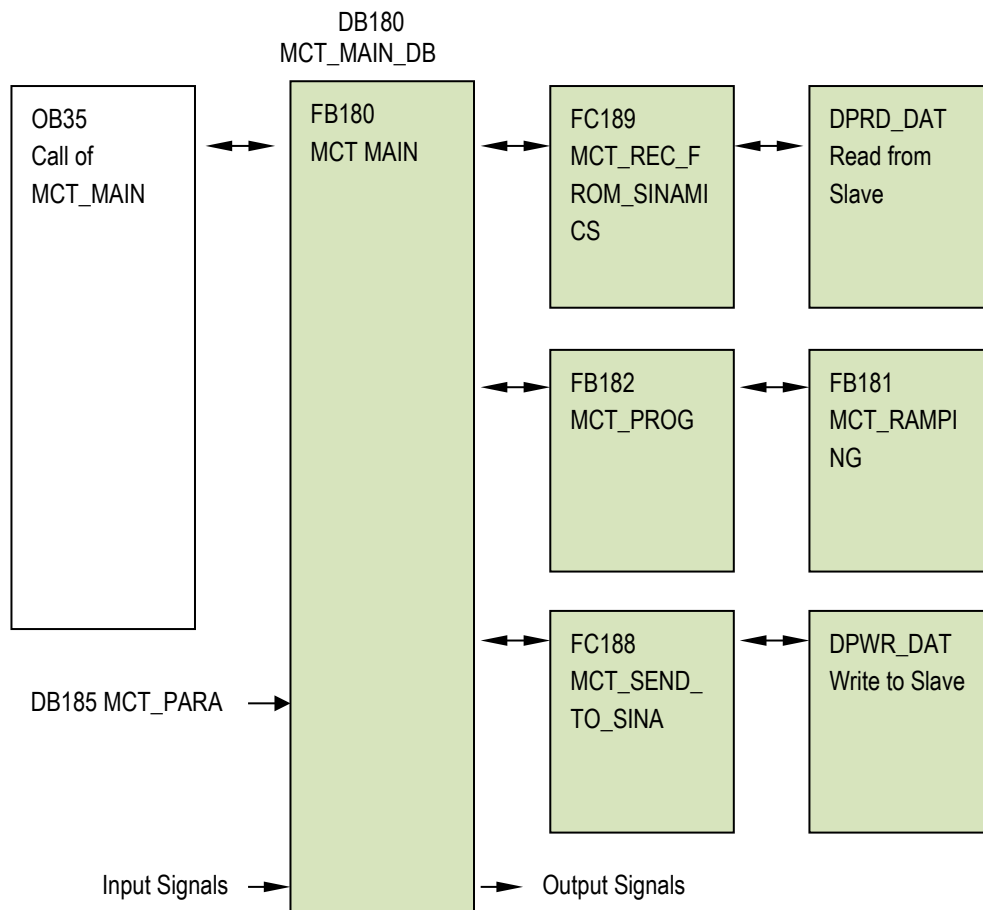 DB180
MCT_MAIN_DB
OB35
Call of
MCT_MAIN
FB180
MCT MAIN
FC189
MCT_REC_F
ROM_SINAMI
CS
DPRD_DAT
Read from
Slave
FB182
MCT_PROG
FB181
MCT_RAMPI
NG
FC188
MCT_SEND_
TO_SINA
DPWR_DAT
Write to Slave
DB185 MCT_PARA
Input Signals
Output Signals